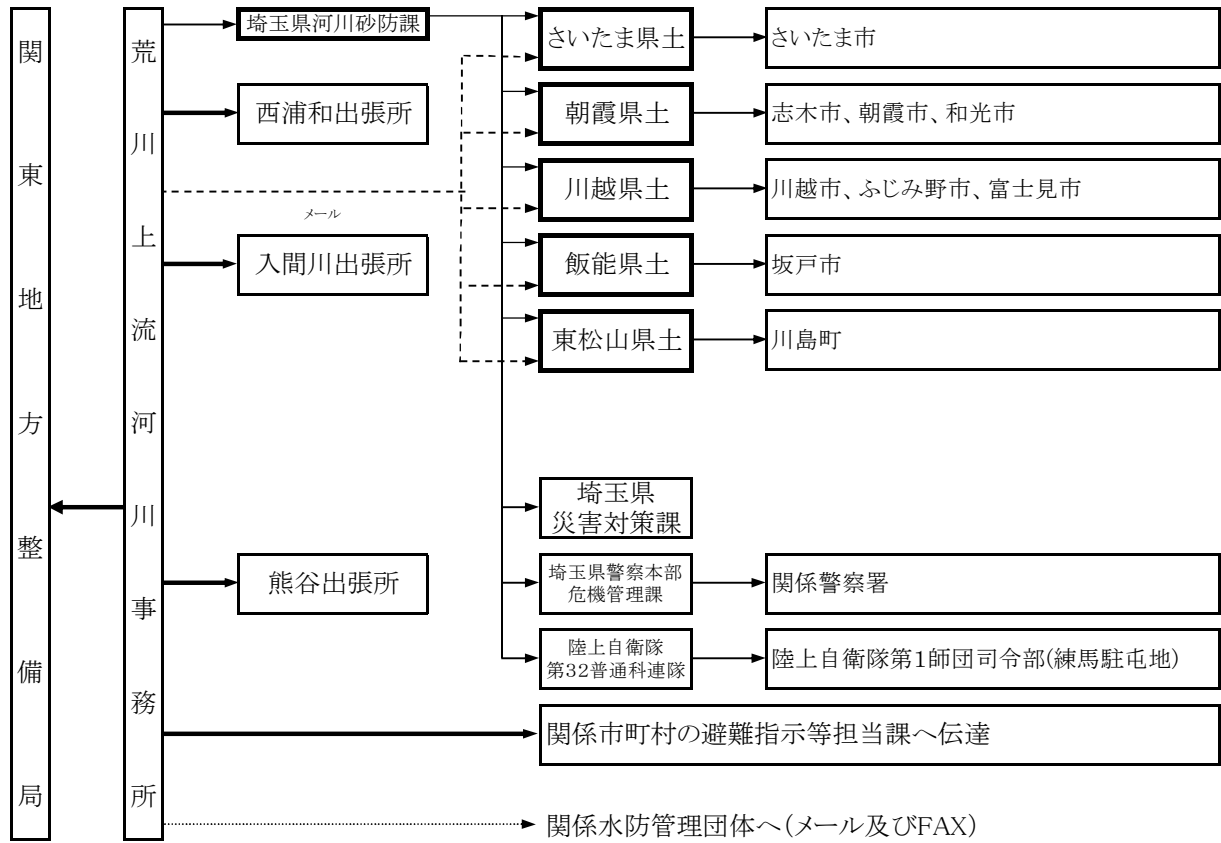 関東地方整備局
荒川上流河川事務所
埼玉県河川砂防課
西浦和出張所
メール
入間川出張所
熊谷出張所
さいたま県土
さいたま市
朝霞県土
志木市、朝霞市、和光市
川越県土
川越市、ふじみ野市、富士見市
飯能県土
坂戸市
東松山県土
川島町
埼玉県
災害対策課
埼玉県警察本部
危機管理課
関係警察署
陸上自衛隊
第32普通科連隊
陸上自衛隊第1師団司令部(練馬駐屯地)
関係市町村の避難指示等担当課へ伝達
関係水防管理団体へ(メール及びFAX)